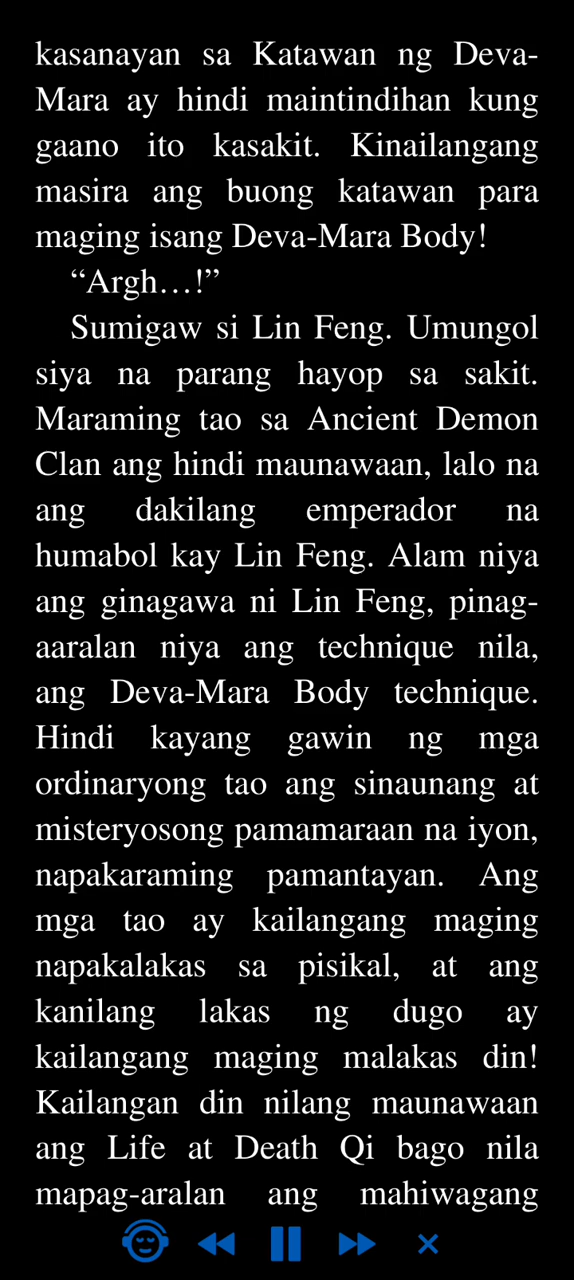 kasanayan sa Katawan ng Deva-
Mara ay hindi maintindihan kung
gaano ito kasakit. Kinailangang
masira ang buong katawan para
maging isang Deva-Mara Body!
“Argh…!”
Sumigaw si Lin Feng. Umungol
siya na parang hayop sa sakit.
Maraming tao sa Ancient Demon
Clan ang hindi maunawaan, lalo na
ang dakilang emperador na
humabol kay Lin Feng. Alam niya
ang ginagawa ni Lin Feng, pinag-
aaralan niya ang technique nila,
ang Deva-Mara Body technique.
Hindi kayang gawin ng mga
ordinaryong tao ang sinaunang at
misteryosong pamamaraan na iyon,
napakaraming pamantayan. Ang
mga tao ay kailangang maging
napakalakas sa pisikal, at ang
kanilang lakas ng dugo ay
kailangang maging malakas din!
Kailangan din nilang maunawaan
ang Life at Death Qi bago nila
mapag-aralan ang mahiwagang